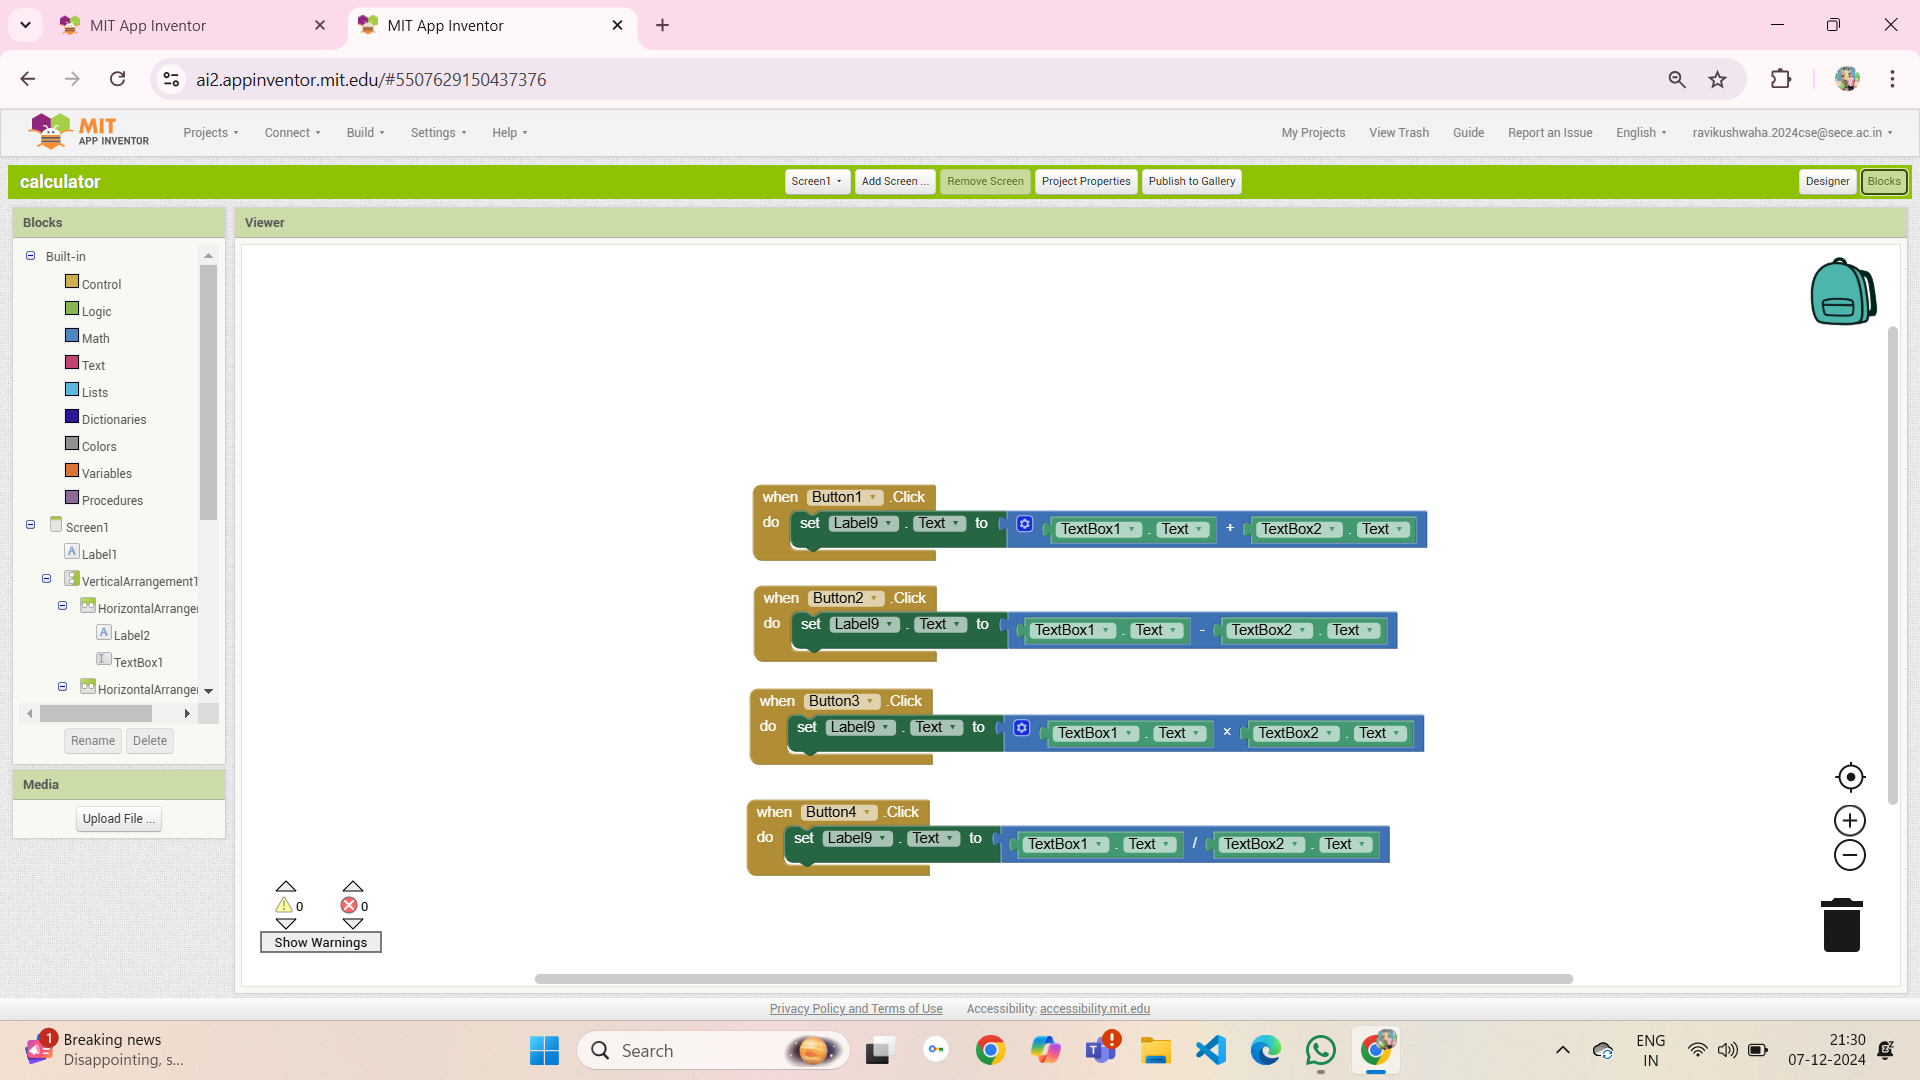 MIT App Inventor
MIT App Inventor
ai2.appinventor.mit.edu/#5507629150437376
MIT
APP INVENTOR
Projects
Connect
Build
Settings
Help
My Projects
View Trash
Guide
Report an Issue
English
ravikushwaha.2024cse@sece.ac.in
calculator
Screen1
Add Screen ...
Remove Screen
Project Properties
Publish to Gallery
Designer
Blocks
Blocks
Viewer
Built-in
Control
Logic
Math
Text
Lists
Dictionaries
Colors
Variables
Procedures
Screen1
Label1
VerticalArrangement1
HorizontalArranger
Label2
TextBox1
HorizontalArranger
Rename
Delete
Media
Upload File ...
when Button1 .Click
do set Label9 . Text to TextBox1 . Text + TextBox2 . Text
when Button2 .Click
do set Label9 . Text to TextBox1 . Text - TextBox2 . Text
when Button3 .Click
do set Label9 . Text to TextBox1 . Text × TextBox2 . Text
when Button4 .Click
do set Label9 . Text to TextBox1 . Text / TextBox2 . Text
0
0
Show Warnings
Privacy Policy and Terms of Use
Accessibility: accessibility.mit.edu
1
Breaking news
Disappointing, s...
Search
ENG
IN
21:30
07-12-2024